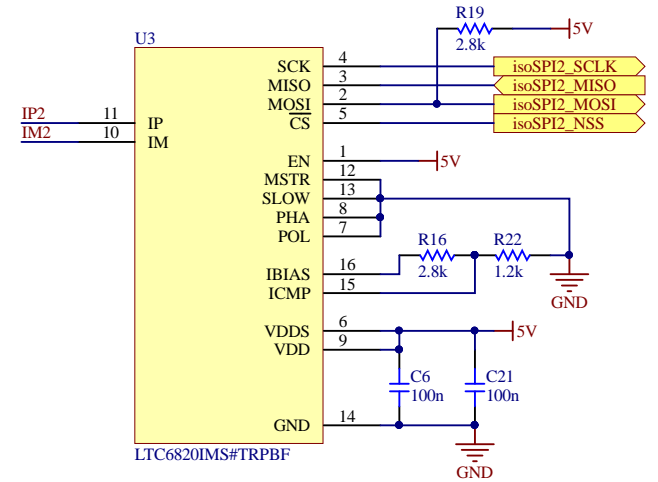 R19
5V
2.8k
U3
SCK 4 isoSPI2_SCLK
MISO 3 isoSPI2_MISO
MOSI 2 isoSPI2_MOSI
CS 5 isoSPI2_NSS
IP2 11 IP
IM2 10 IM
EN 1 5V
MSTR 12
SLOW 13
PHA 8
POL 7
R16 R22
IBIAS 16
2.8k 1.2k
ICMP 15
GND
VDDS 6 5V
VDD 9
C6 C21
100n 100n
GND 14
LTC6820IMS#TRPBF
GND